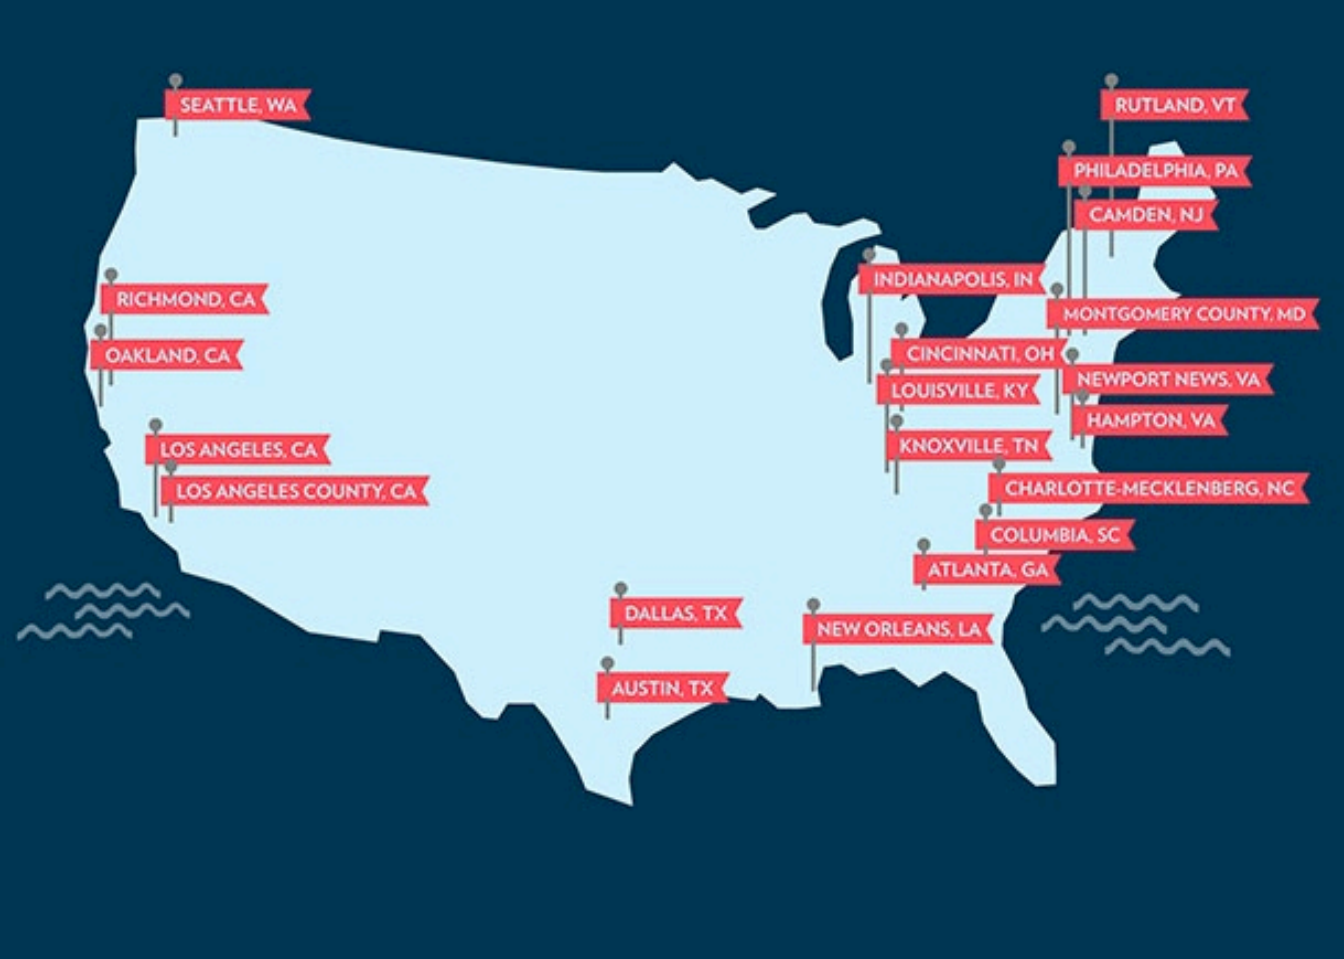 SEATTLE, WA
RUTLAND, VT
PHILADELPHIA, PA
CAMDEN, NJ
INDIANAPOLIS, IN
RICHMOND, CA
MONTGOMERY COUNTY, MD
OAKLAND, CA
CINCINNATI, OH
NEWPORT NEWS, VA
LOUISVILLE, KY
HAMPTON, VA
LOS ANGELES, CA
KNOXVILLE, TN
LOS ANGELES COUNTY, CA
CHARLOTTE-MECKLENBERG, NC
COLUMBIA, SC
ATLANTA, GA
DALLAS, TX
NEW ORLEANS, LA
AUSTIN, TX